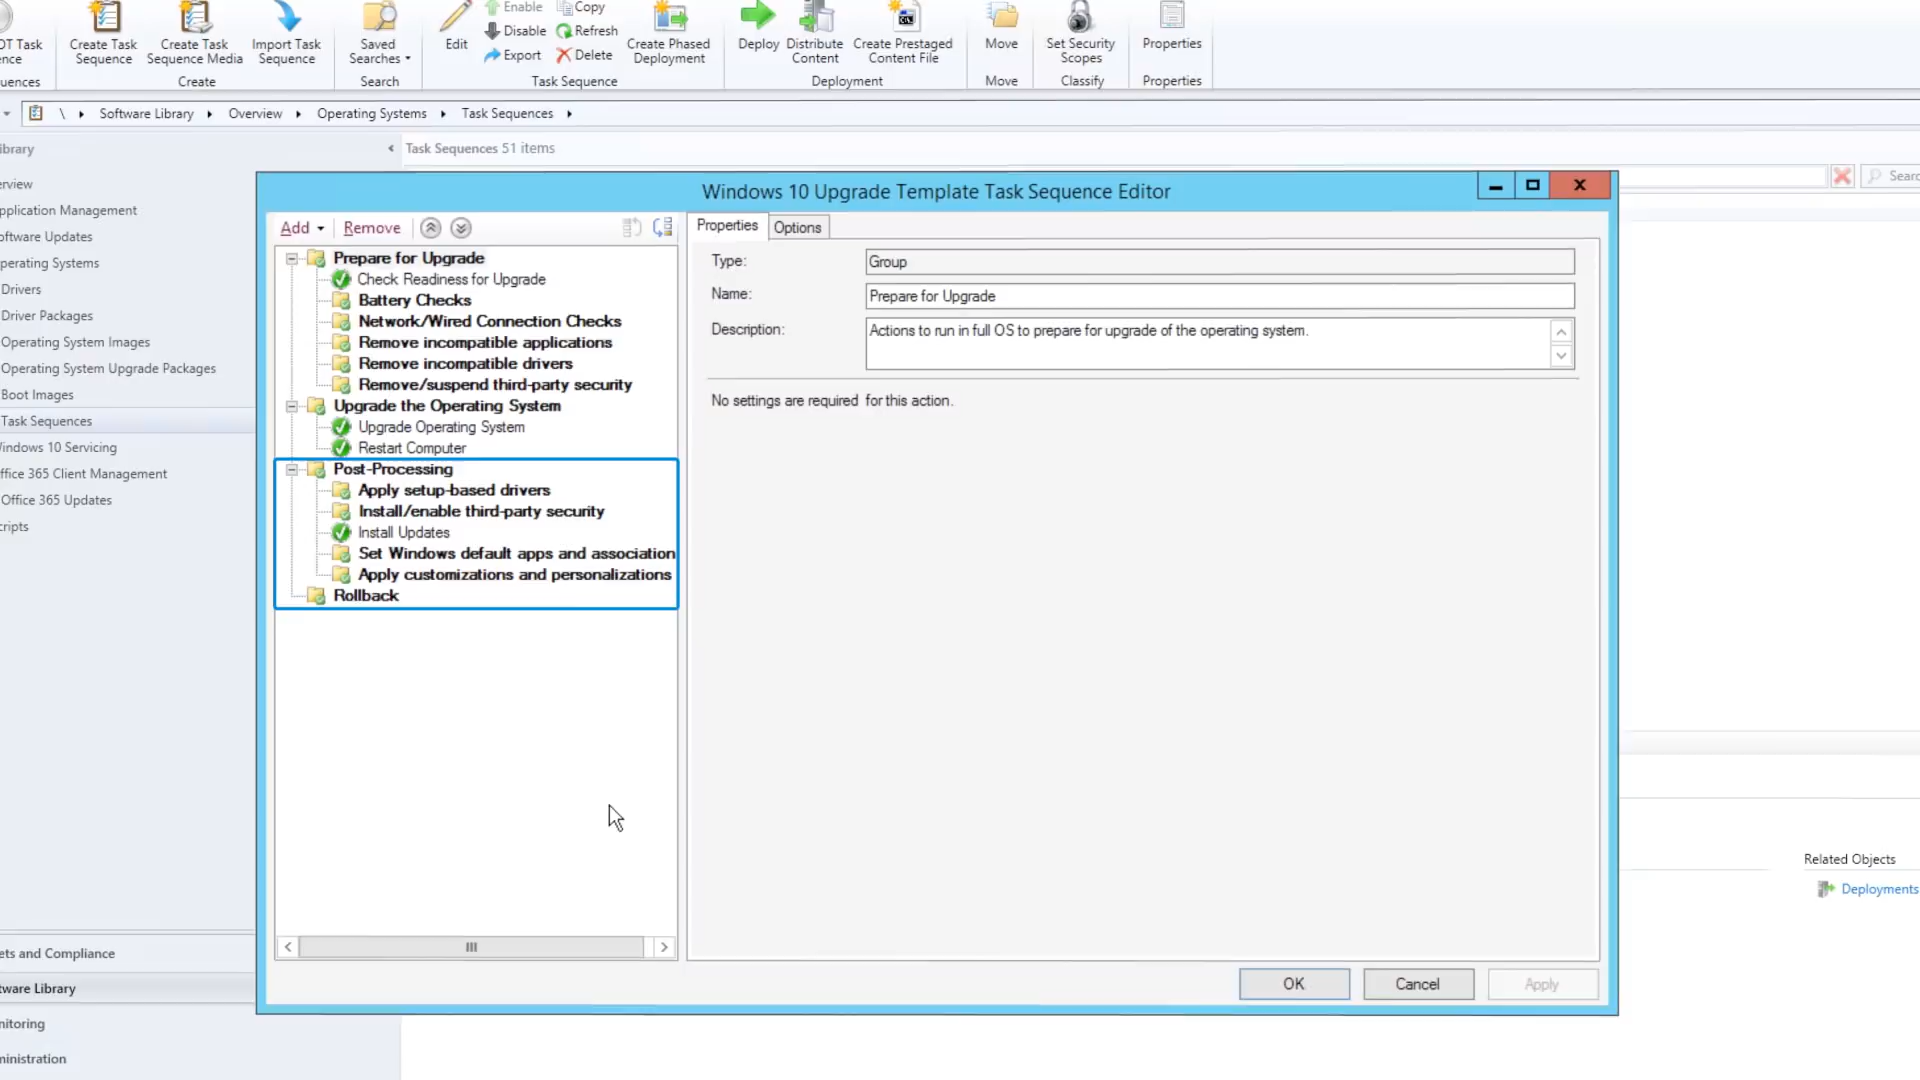 OT Task
ence
uences
Create Task
Sequence
Create Task
Sequence Media
Import Task
Sequence
Create
Saved
Searches
Search
Edit
Enable
Disable
Export
Copy
Refresh
Delete
Create Phased
Deployment
Task Sequence
Deploy
Distribute
Content
Create Prestaged
Content File
Deployment
Move
Move
Set Security
Scopes
Classify
Properties
Properties
\ Software Library Overview Operating Systems Task Sequences
ibrary
Task Sequences 51 items
Searc
erview
pplication Management
oftware Updates
perating Systems
Drivers
Driver Packages
Operating System Images
Operating System Upgrade Packages
Boot Images
Task Sequences
indows 10 Servicing
ffice 365 Client Management
Office 365 Updates
cripts
ets and Compliance
tware Library
nitoring
ministration
Windows 10 Upgrade Template Task Sequence Editor
Add Remove
Prepare for Upgrade
Check Readiness for Upgrade
Battery Checks
Network/Wired Connection Checks
Remove incompatible applications
Remove incompatible drivers
Remove/suspend third-party security
Upgrade the Operating System
Upgrade Operating System
Restart Computer
Post-Processing
Apply setup-based drivers
Install/enable third-party security
Install Updates
Set Windows default apps and association
Apply customizations and personalizations
Rollback
Properties Options
Type: Group
Name: Prepare for Upgrade
Description: Actions to run in full OS to prepare for upgrade of the operating system.
No settings are required for this action.
OK Cancel Apply
Related Objects
Deployments